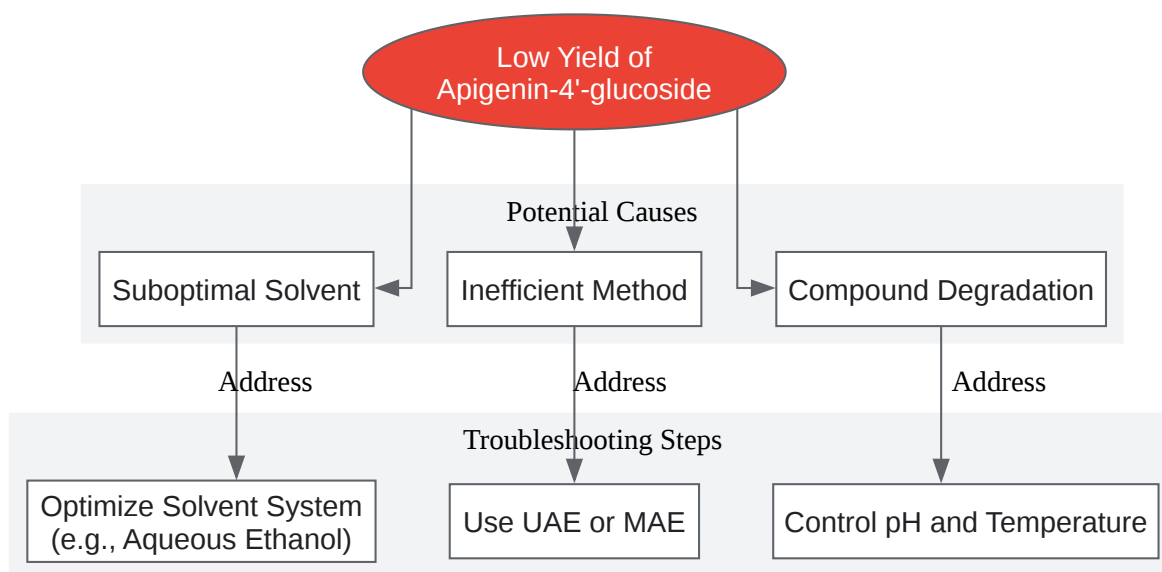 Low Yield of
Apigenin-4'-glucoside
Potential Causes
Suboptimal Solvent
Inefficient Method
Compound Degradation
Address
Address
Address
Troubleshooting Steps
Optimize Solvent System
(e.g., Aqueous Ethanol)
Use UAE or MAE
Control pH and Temperature